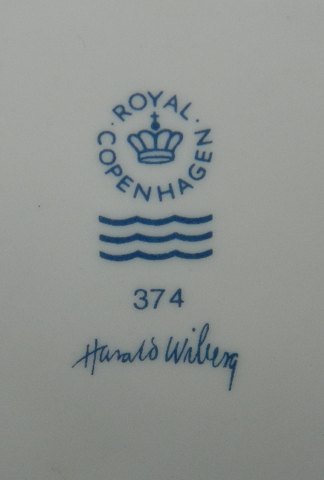 · ROYAL ·
COPENHAGEN
374
Harald Wiberg